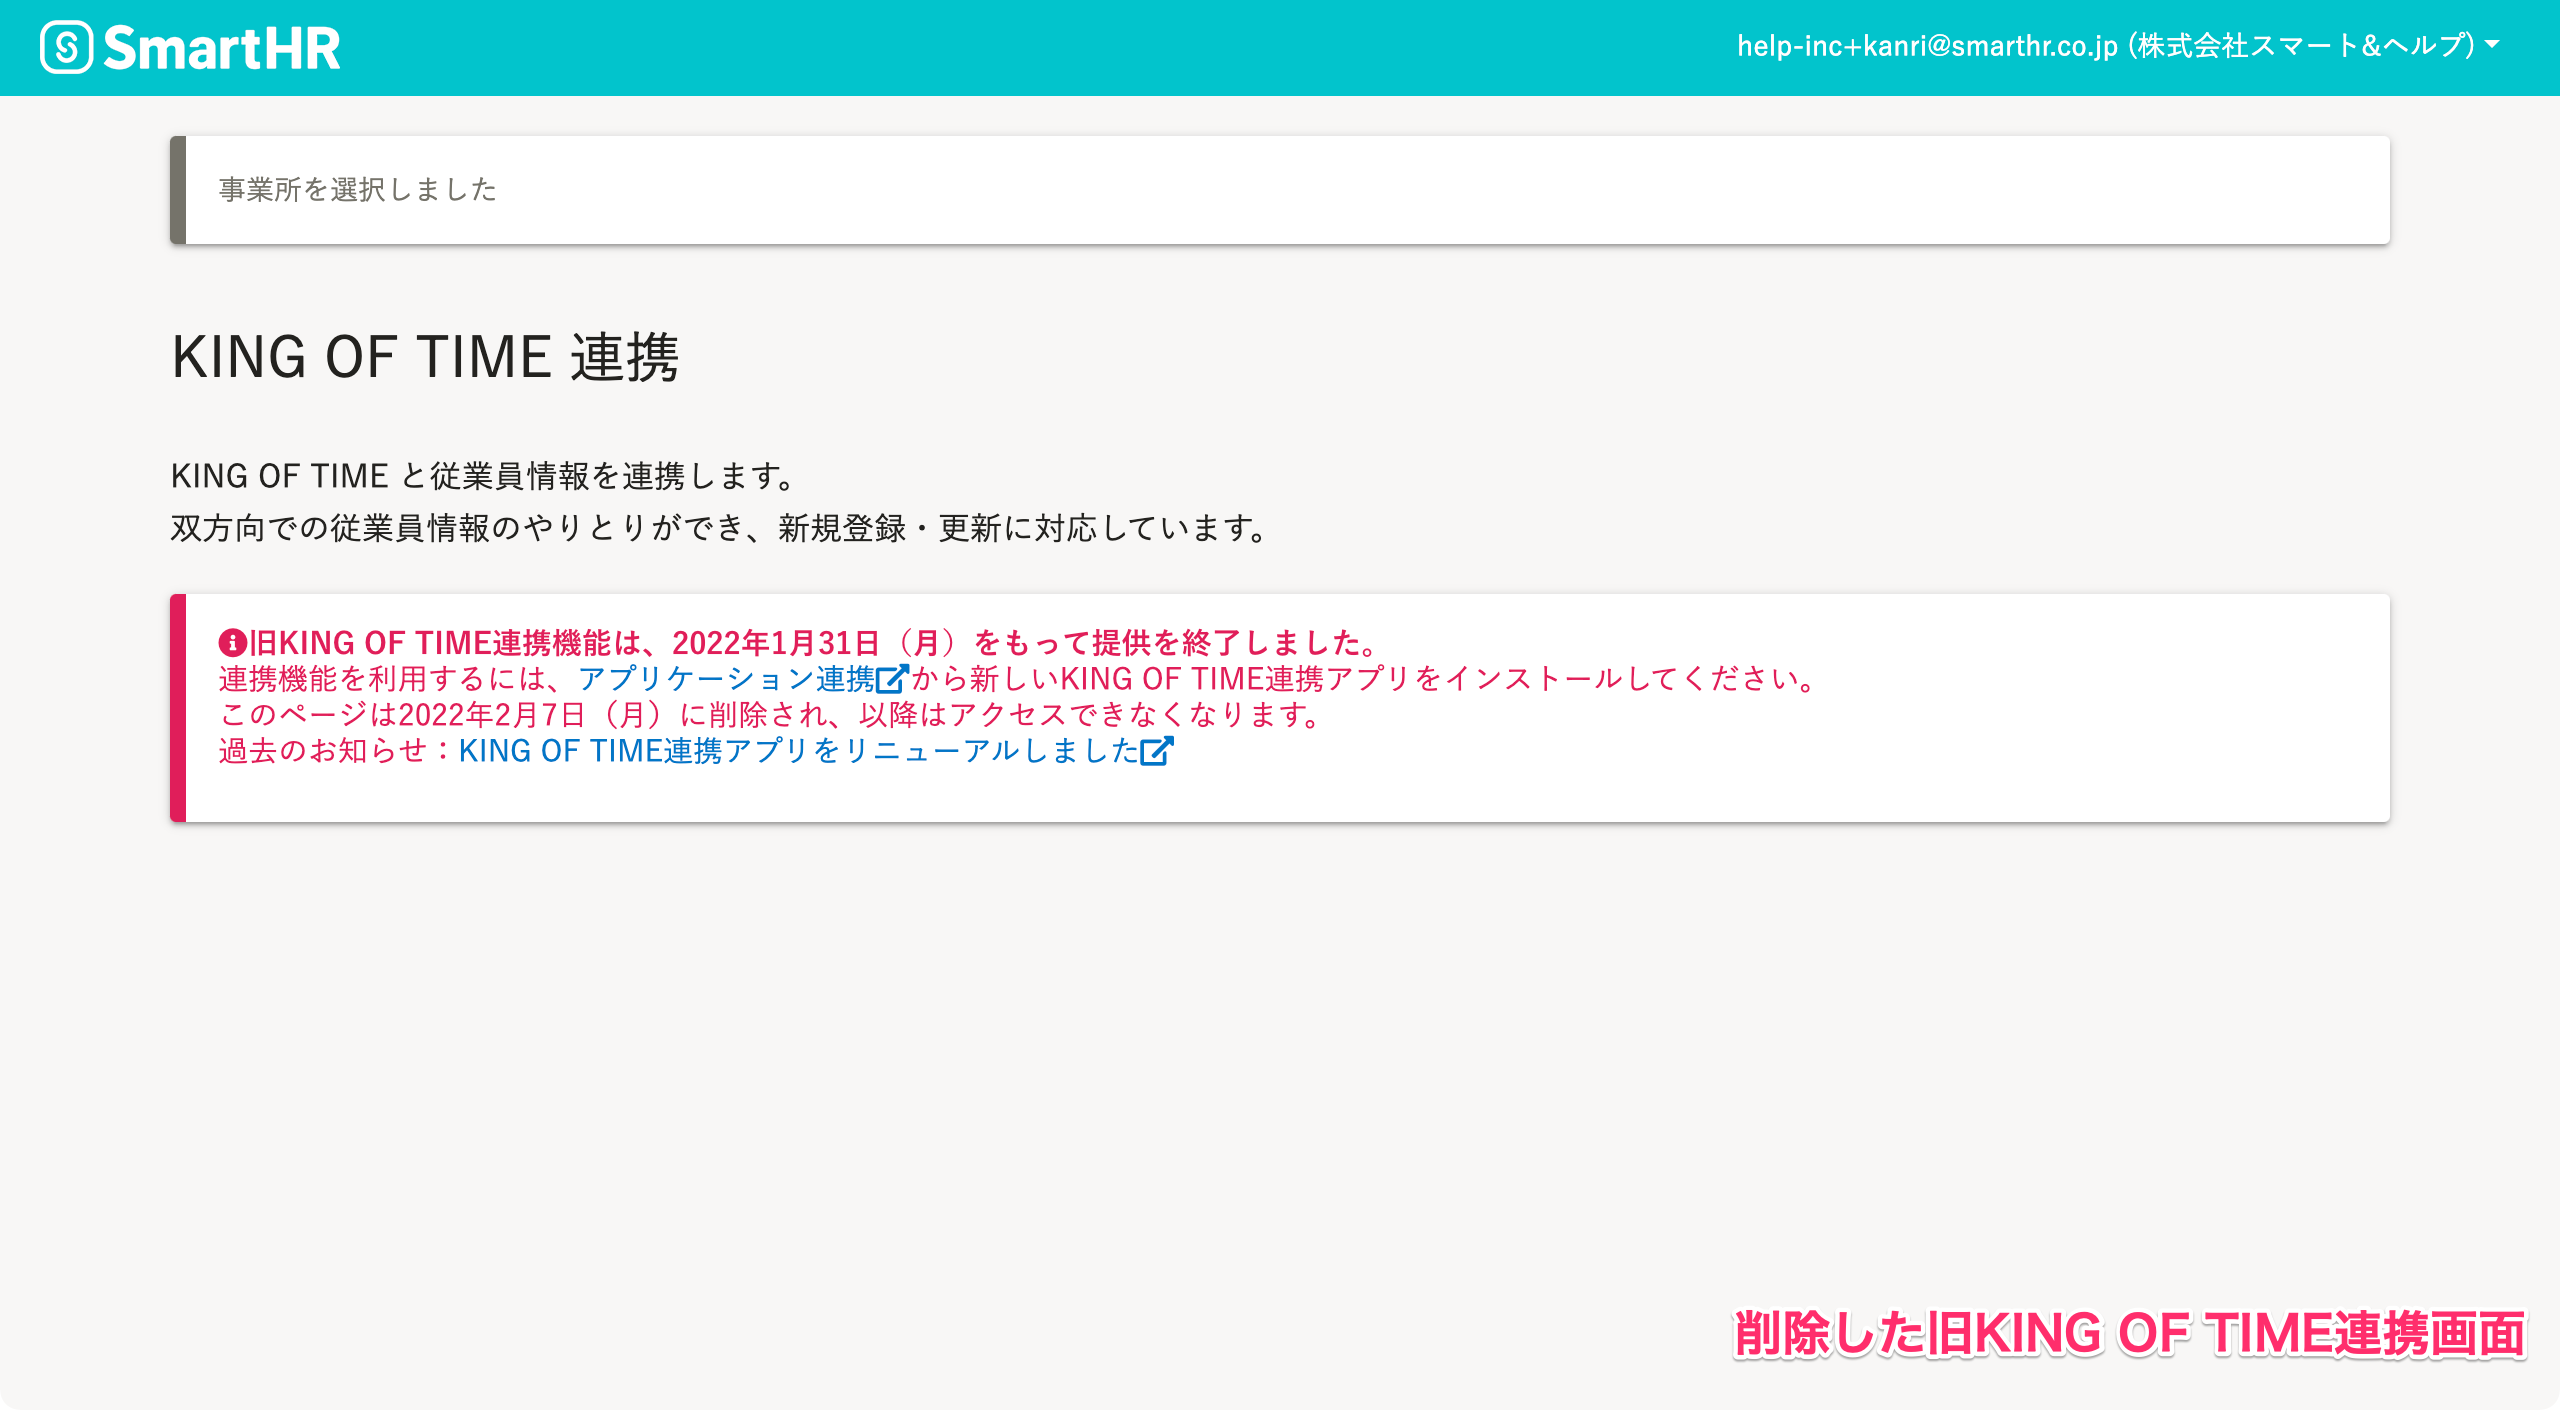 SmartHR
help-inc+kanri@smarthr.co.jp (株式会社スマート&ヘルプ)
事業所を選択しました
KING OF TIME 連携
KING OF TIME と従業員情報を連携します。
双方向での従業員情報のやりとりができ、新規登録・更新に対応しています。
旧KING OF TIME連携機能は、2022年1月31日（月）をもって提供を終了しました。
連携機能を利用するには、アプリケーション連携から新しいKING OF TIME連携アプリをインストールしてください。
このページは2022年2月7日（月）に削除され、以降はアクセスできなくなります。
過去のお知らせ：KING OF TIME連携アプリをリニューアルしました
削除した旧KING OF TIME連携画面